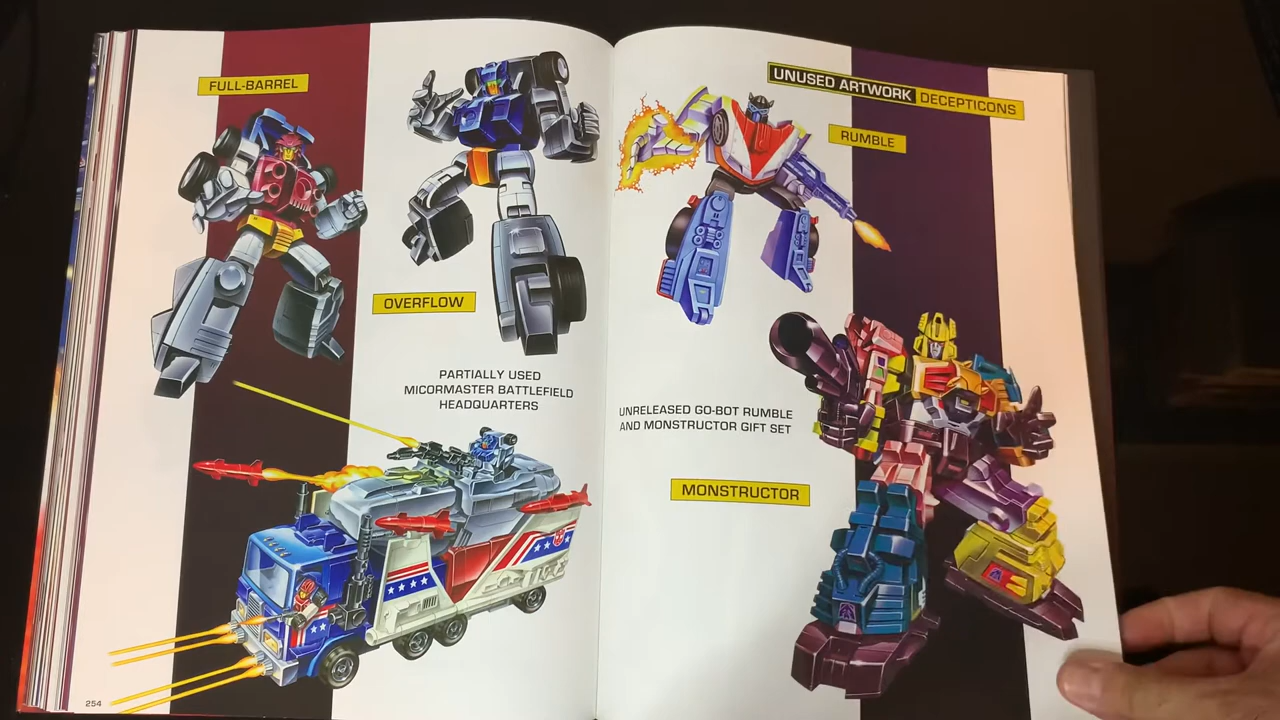 FULL-BARREL
OVERFLOW
PARTIALLY USED
MICORMASTER BATTLEFIELD
HEADQUARTERS
254
UNUSED ARTWORK DECEPTICONS
RUMBLE
UNRELEASED GO-BOT RUMBLE
AND MONSTRUCTOR GIFT SET
MONSTRUCTOR